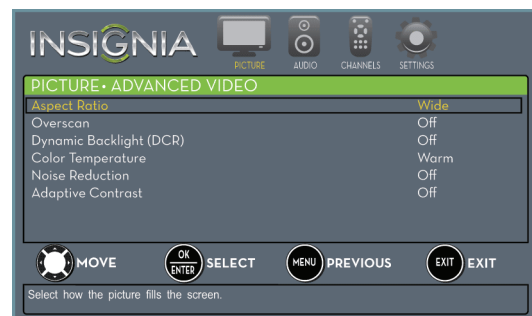 INSIGNIA
PICTURE AUDIO CHANNELS SETTINGS
PICTURE• ADVANCED VIDEO
Aspect Ratio Wide
Overscan Off
Dynamic Backlight (DCR) Off
Color Temperature Warm
Noise Reduction Off
Adaptive Contrast Off
MOVE OK ENTER SELECT MENU PREVIOUS EXIT EXIT
Select how the picture fills the screen.